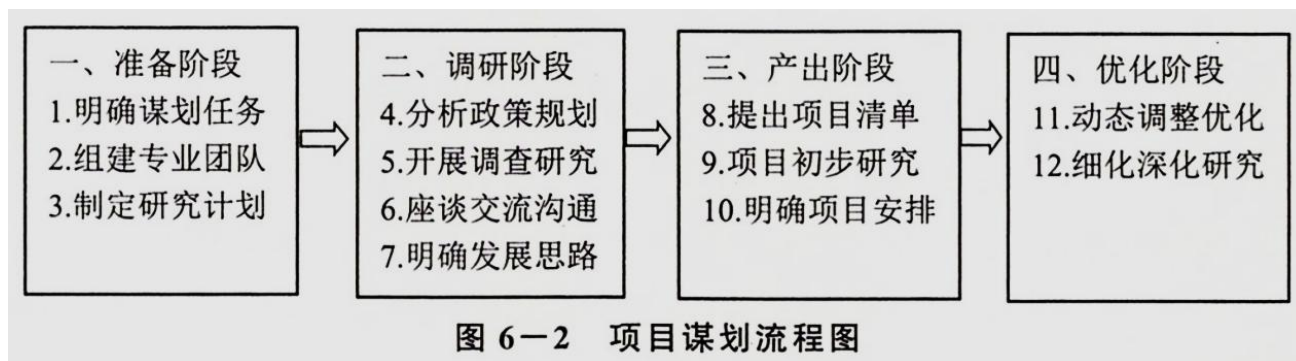 一、准备阶段
1.明确谋划任务
2.组建专业团队
3.制定研究计划
二、调研阶段
4.分析政策规划
5.开展调查研究
6.座谈交流沟通
7.明确发展思路
三、产出阶段
8.提出项目清单
9.项目初步研究
10.明确项目安排
四、优化阶段
11.动态调整优化
12.细化深化研究
图 6－2 项目谋划流程图